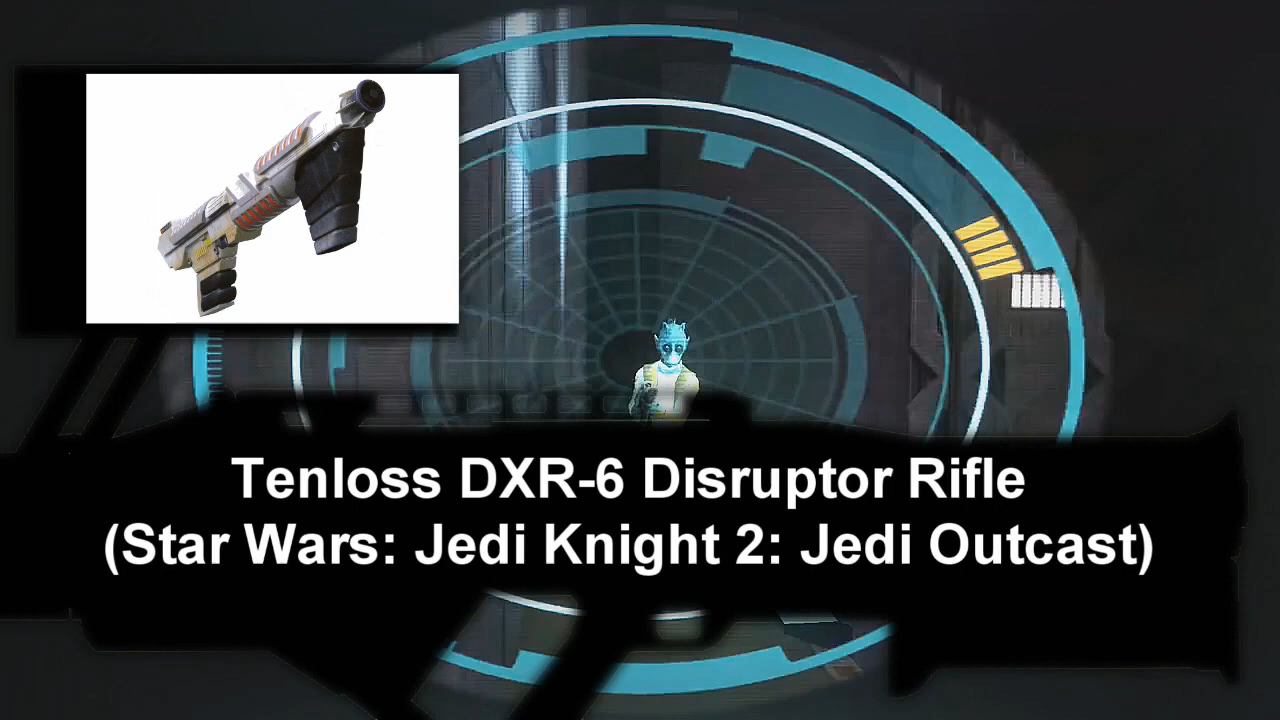 Tenloss DXR-6 Disruptor Rifle
(Star Wars: Jedi Knight 2: Jedi Outcast)